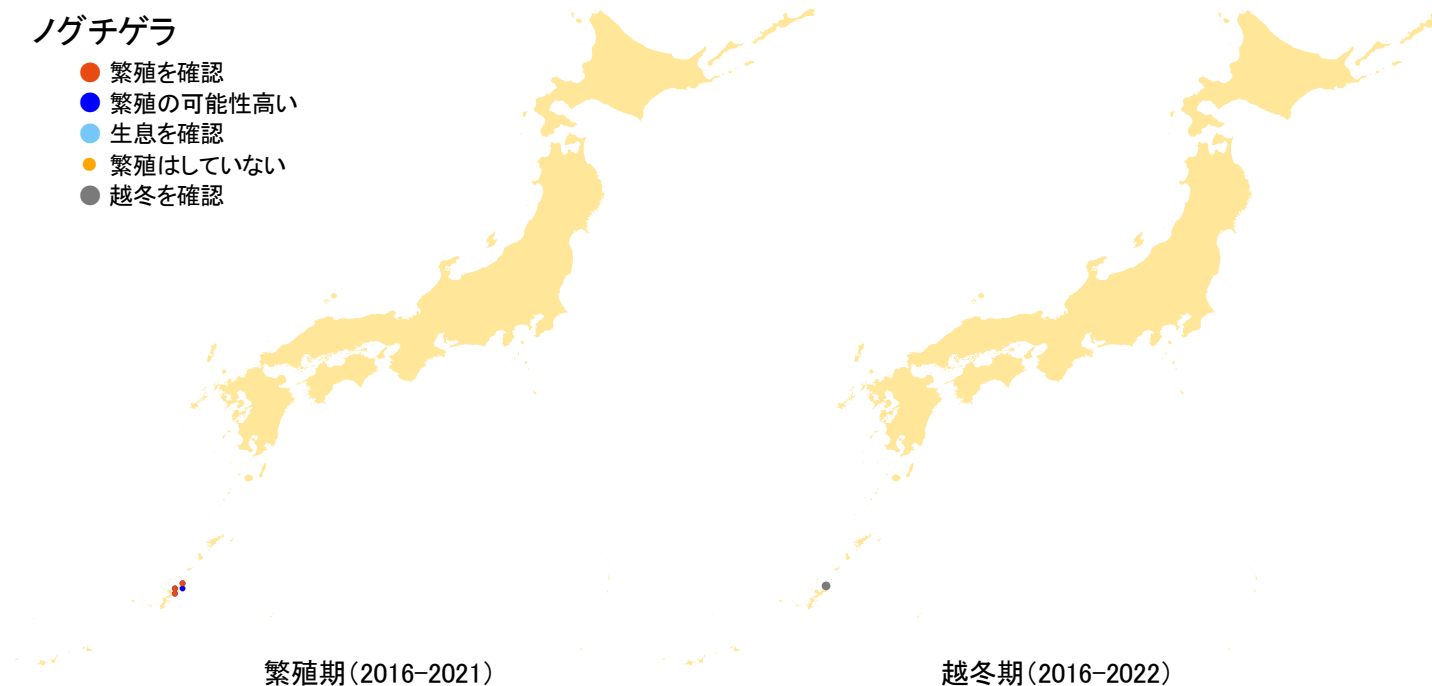 ノグチゲラ
繁殖を確認
繁殖の可能性高い
生息を確認
繁殖はしていない
越冬を確認
繁殖期(2016-2021)
越冬期(2016-2022)